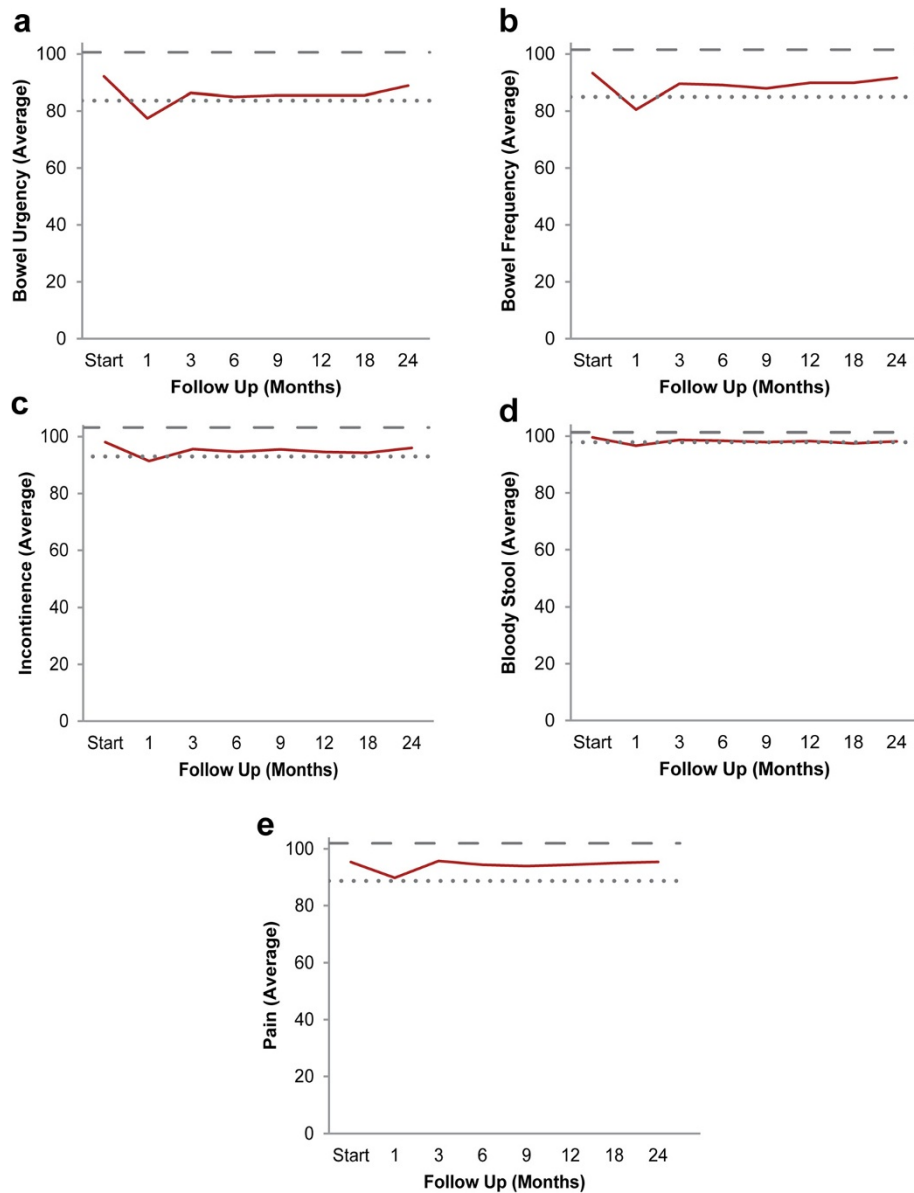 a
Bowel Urgency (Average)
100
80
60
40
20
0
Start 1 3 6 9 12 18 24
Follow Up (Months)
b
Bowel Frequency (Average)
100
80
60
40
20
0
Start 1 3 6 9 12 18 24
Follow Up (Months)
c
Incontinence (Average)
100
80
60
40
20
0
Start 1 3 6 9 12 18 24
Follow Up (Months)
d
Bloody Stool (Average)
100
80
60
40
20
0
Start 1 3 6 9 12 18 24
Follow Up (Months)
e
Pain (Average)
100
80
60
40
20
0
Start 1 3 6 9 12 18 24
Follow Up (Months)